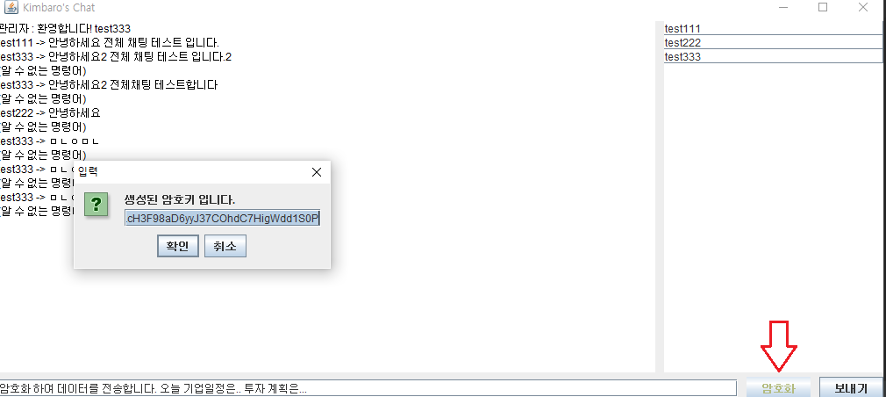 Kimbaro's Chat
관리자 : 환영합니다! test333
test111 -> 안녕하세요 전체 채팅 테스트 입니다.
test333 -> 안녕하세요2 전체 채팅 테스트 입니다.2
(알 수 없는 명령어)
test333 -> 안녕하세요2 전체채팅 테스트합니다
(알 수 없는 명령어)
test222 -> 안녕하세요
(알 수 없는 명령어)
test333 -> ㅁㄴㅇㅁㄴ
(알 수 없는 명령어)
test333 -> ㅁㄴ
(알 수 없는 명령
test333 -> ㅁㄴ
(알 수 없는 명령
test111
test222
test333
입력
?
생성된 암호키 입니다.
cH3F98aD6yyJ37COhdC7HigWdd1S0P
확인
취소
암호화하여 데이터를 전송합니다. 오늘 기업일정은.. 투자 계획은...
암호화
보내기